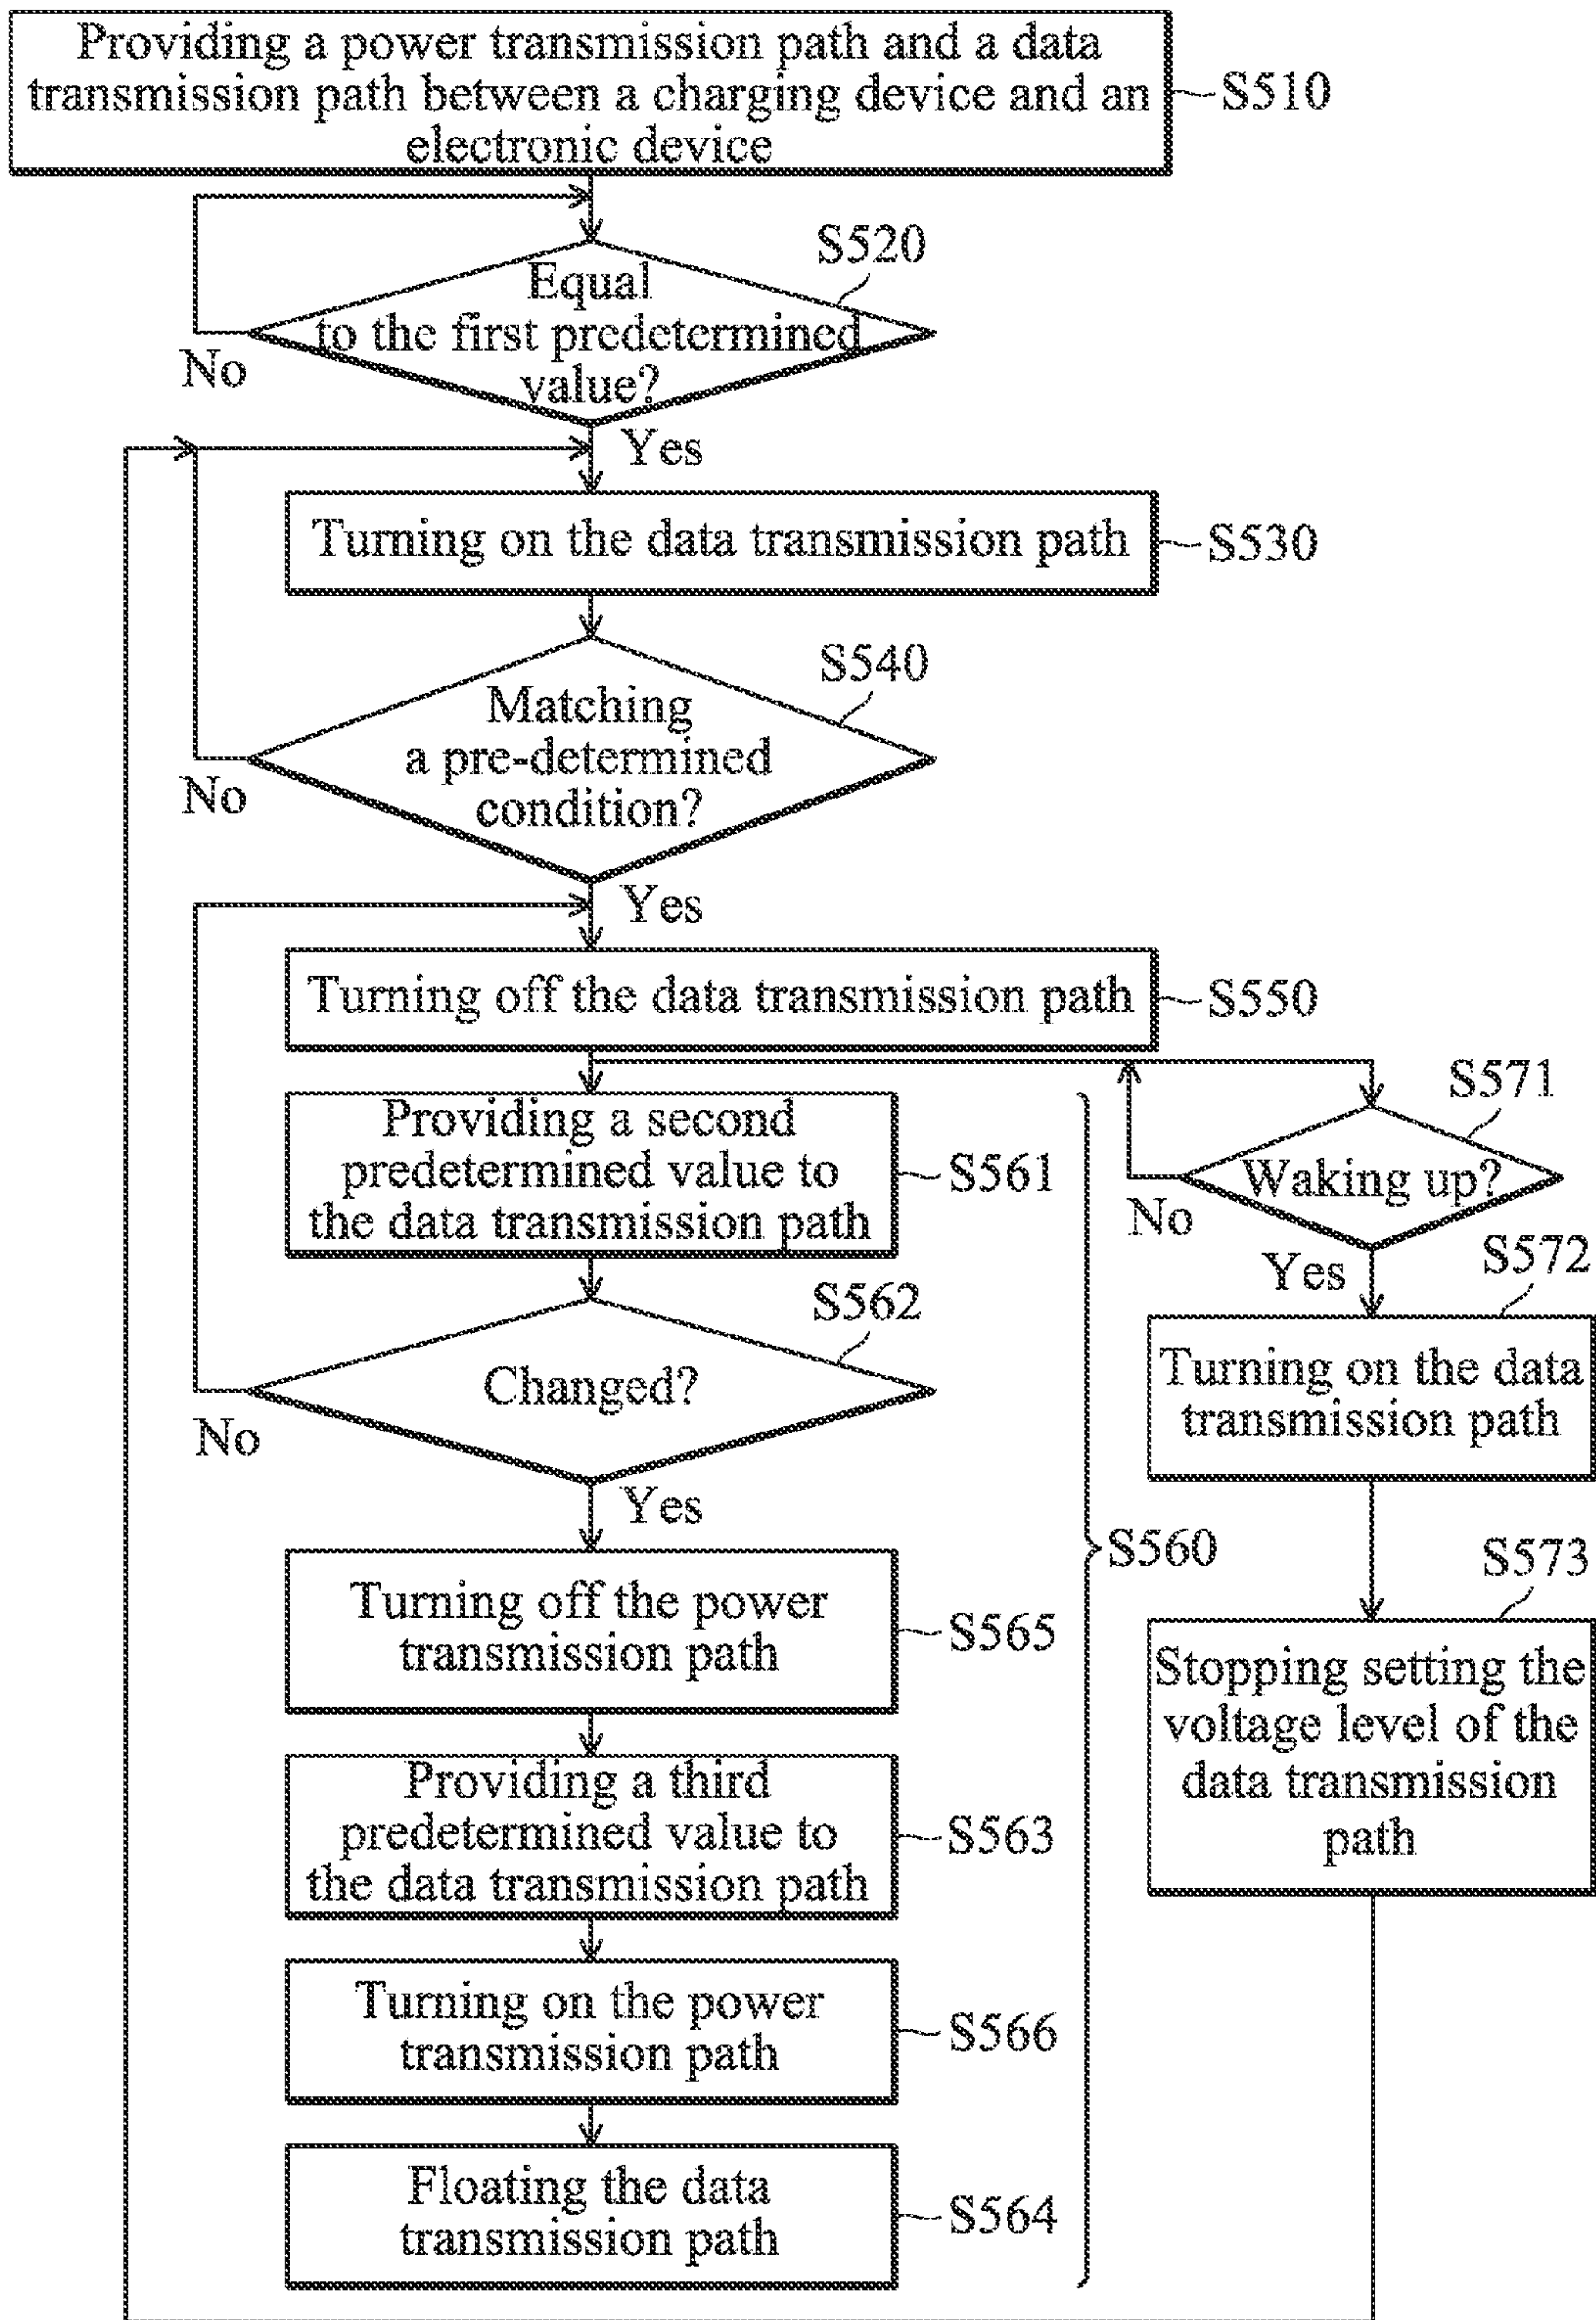 Providing a power transmission path and a data
transmission path between a charging device and an
electronic device
S510
S520
Equal
to the first predetermined
value?
No
Yes
Turning on the data transmission path
S530
S540
Matching
a pre-determined
condition?
No
Yes
Turning off the data transmission path
S550
Providing a second
predetermined value to
the data transmission path
S561
S571
Waking up?
No
Yes
S572
Turning on the data
transmission path
S562
Changed?
No
Yes
S560
Turning off the power
transmission path
S565
S573
Stopping setting the
voltage level of the
data transmission
path
Providing a third
predetermined value to
the data transmission path
S563
Turning on the power
transmission path
S566
Floating the data
transmission path
S564